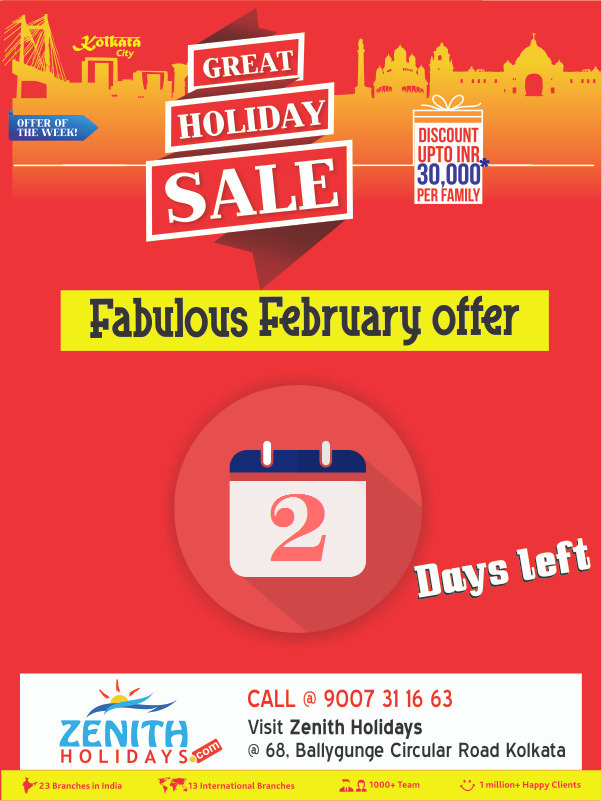 Kolkata
City
OFFER OF
THE WEEK!
GREAT
HOLIDAY
SALE
DISCOUNT
UPTO INR
30,000*
PER FAMILY
Fabulous February offer
2
Days left
ZENITH
HOLIDAYS.com
CALL @ 9007 31 16 63
Visit Zenith Holidays
@ 68, Ballygunge Circular Road Kolkata
23 Branches in India
13 International Branches
1000+ Team
1 million+ Happy Clients